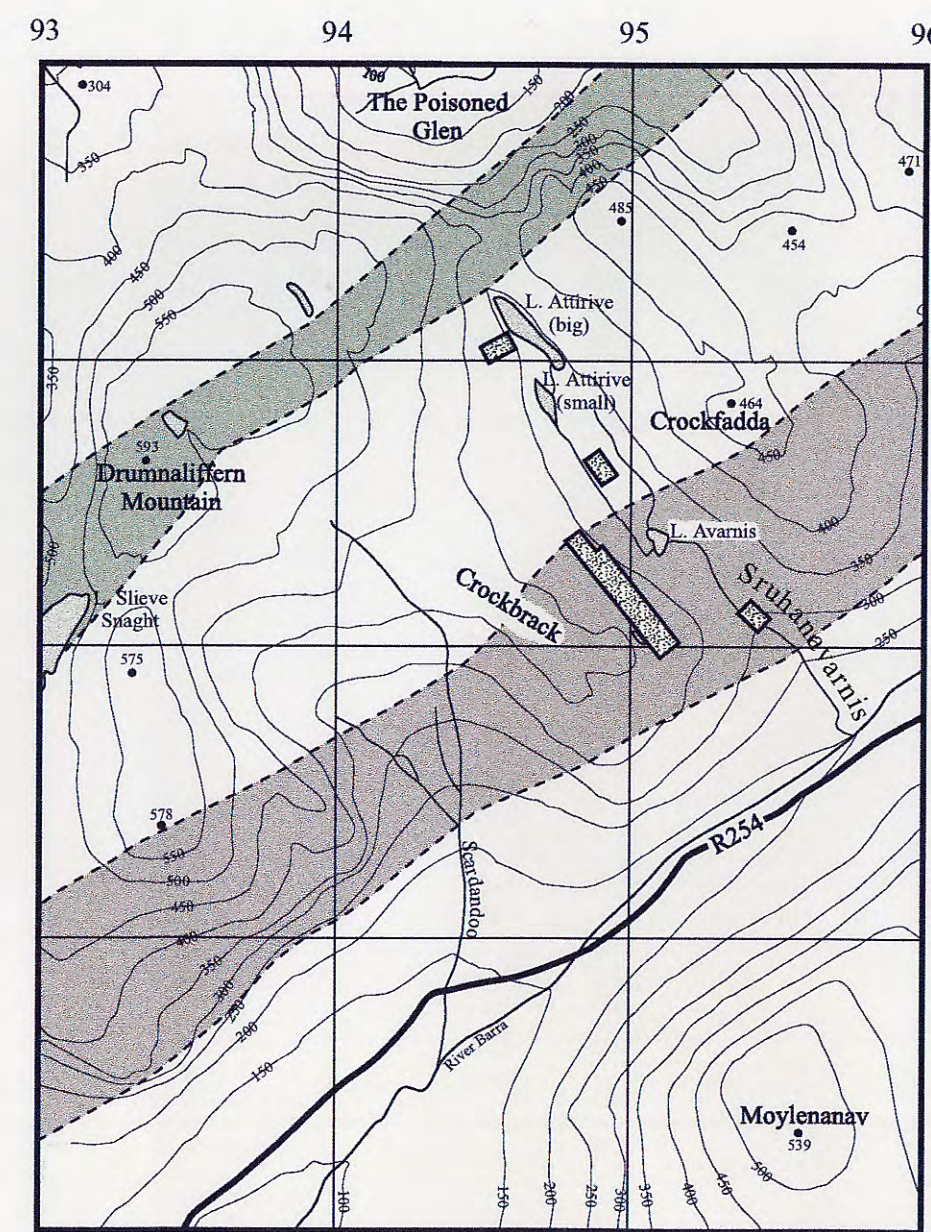 93 94 95 96
304
100
The Poisoned
Glen
150
200
250
300
350
400
450
350
471
485
454
400
450
500
550
L. Attirive
(big)
350
L. Attirive
(small)
464
Crockfadda
450
593
Drumnaliffern
Mountain
400
500
L. Avarnis
350
Sruhanavarnis
Crockbrack
Slieve
Snaght
300
250
575
578
R254
550
500
450
Scardandoo
400
350
300
250
200
150
River Barra
Moylenanav
539
500
100
150
200
250
300
350
400
450